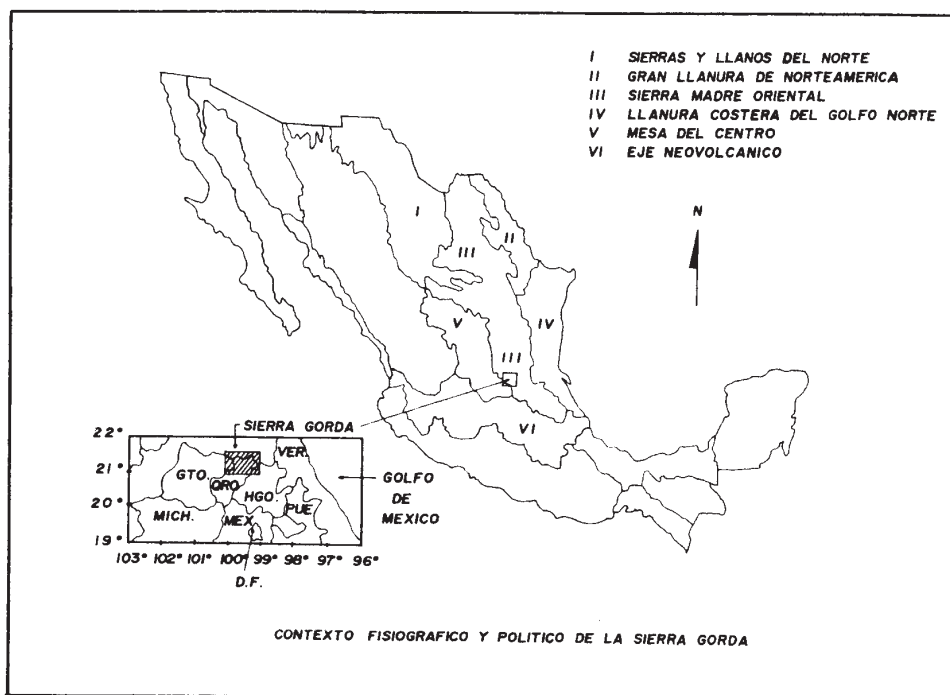 I SIERRAS Y LLANOS DEL NORTE
II GRAN LLANURA DE NORTEAMERICA
III SIERRA MADRE ORIENTAL
IV LLANURA COSTERA DEL GOLFO NORTE
V MESA DEL CENTRO
VI EJE NEOVOLCANICO
N
I
II
III
IV
V
III
VI
SIERRA GORDA
22°
21°
20°
19°
VER.
GTO.
QRO
HGO.
PUE
MICH.
MEX
GOLFO
DE
MEXICO
103° 102° 101° 100° 99° 98° 97° 96°
D.F.
CONTEXTO FISIOGRAFICO Y POLITICO DE LA SIERRA GORDA